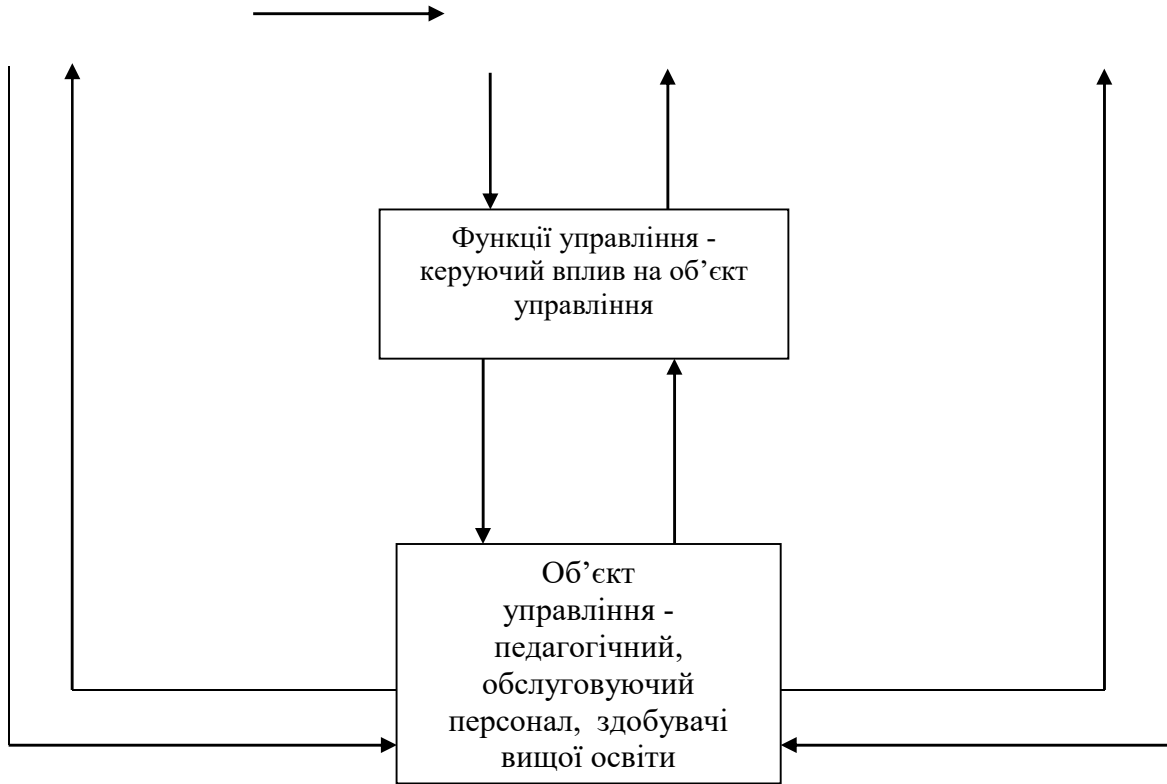 Функції управління -
керуючий вплив на об’єкт
управління
Об’єкт
управління -
педагогічний,
обслуговуючий
персонал, здобувачі
вищої освіти